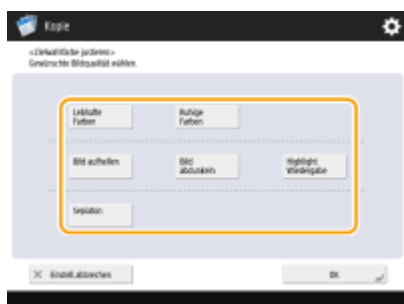 Kopie
<Zielwahlfarbe justieren>
Gewünschte Bildqualität wählen.
Lebhafte
Farben
Ruhige
Farben
Bild aufhellen
Bild
abdunkeln
Highlight
Wiedergabe
Sepiaton
Einstell.abbrechen
OK